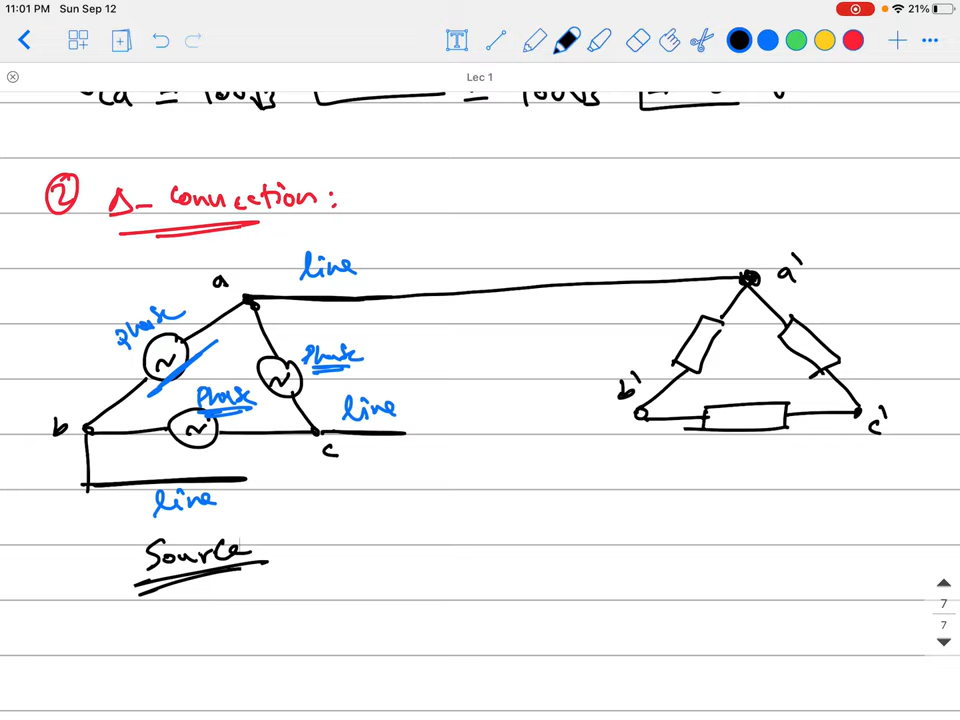 11:01 PM Sun Sep 12
21%
Lec 1
② Δ- connection :
a
line
a'
phase
phase
phase
line
b
c
b'
c'
line
Source
7
7